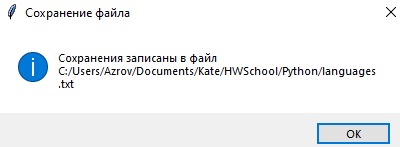 Сохранение файла
Сохранения записаны в файл
C:/Users/Azrov/Documents/Kate/HWSchool/Python/languages
.txt
OK